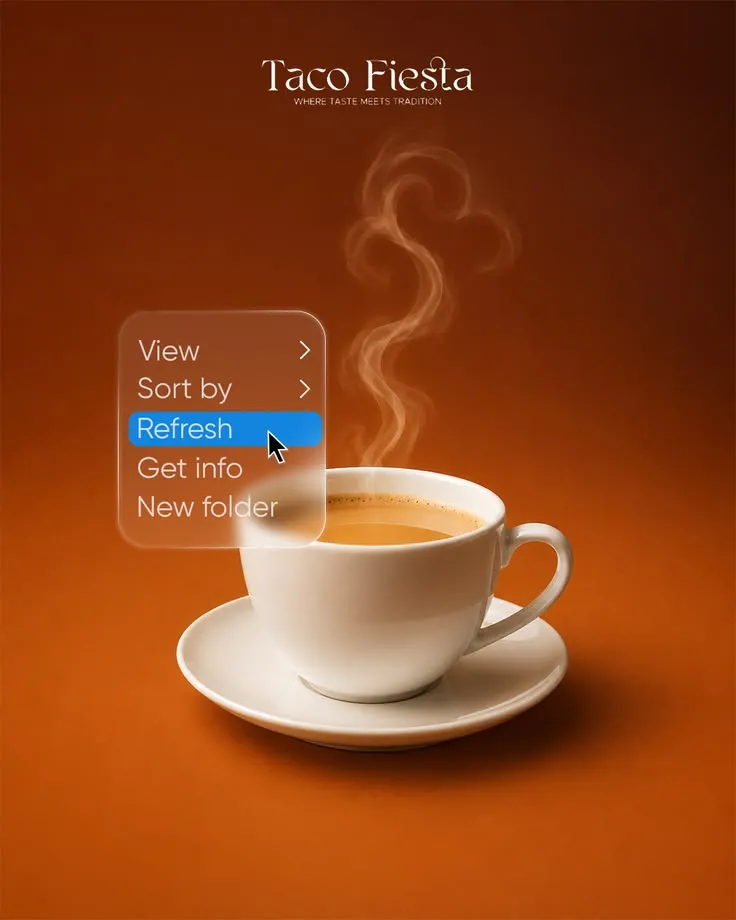 Taco Fiesta
WHERE TASTE MEETS TRADITION
View
Sort by
Refresh
Get info
New folder